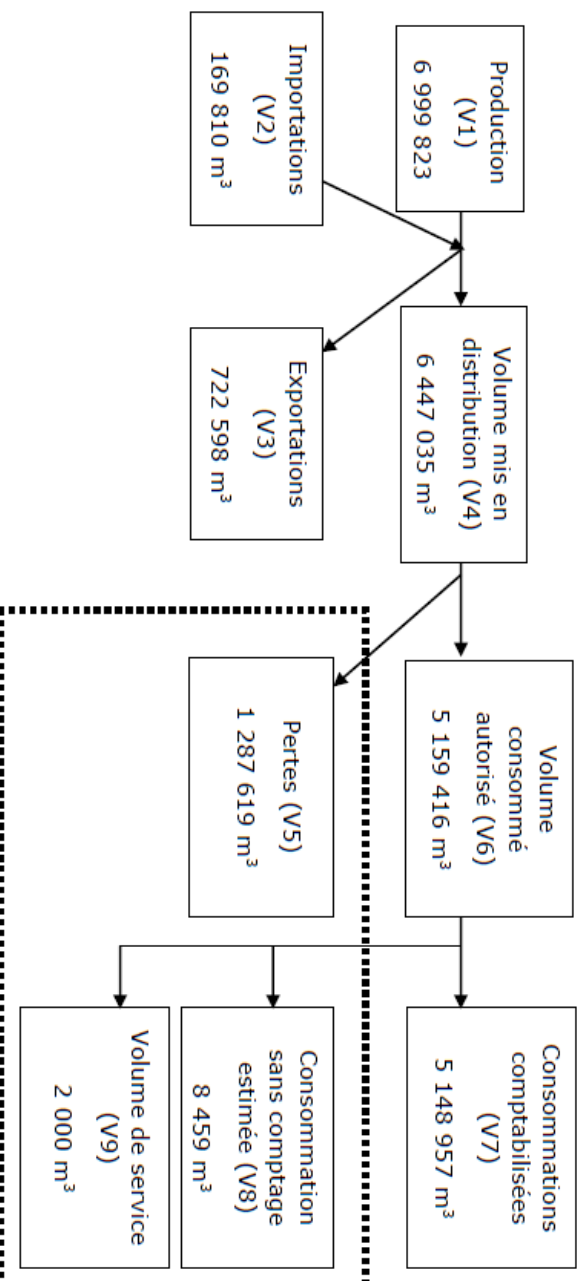 Production
(V1)
6 999 823
Importations
(V2)
169 810 m³
Volume mis en
distribution (V4)
6 447 035 m³
Exportations
(V3)
722 598 m³
Volume
consommé
autorisé (V6)
5 159 416 m³
Pertes (V5)
1 287 619 m³
Consommations
comptabilisées
(V7)
5 148 957 m³
Consommation
sans comptage
estimée (V8)
8 459 m³
Volume de service
(V9)
2 000 m³